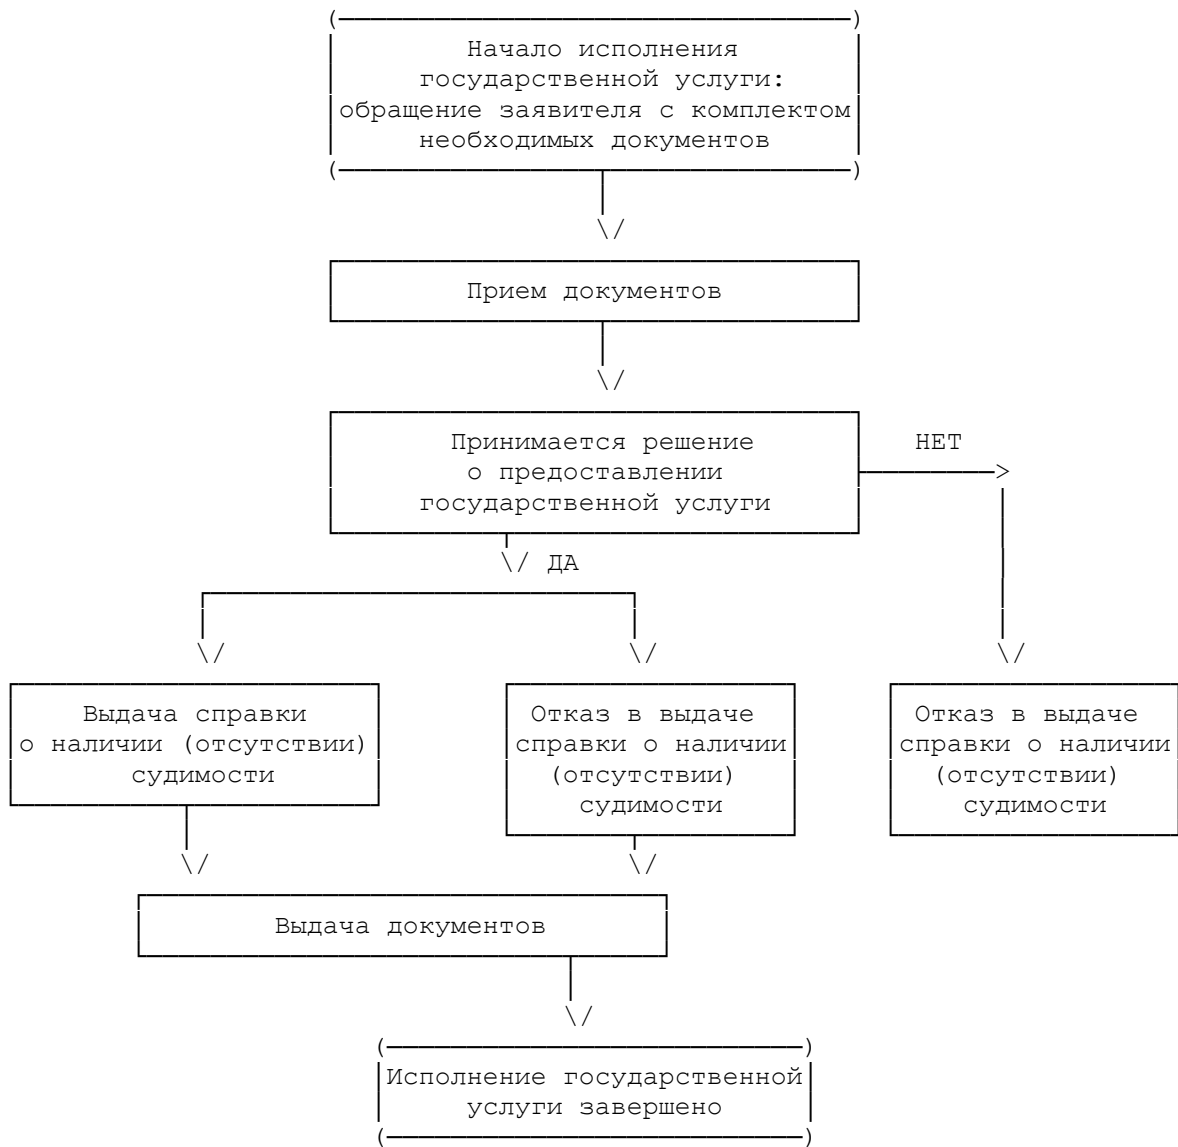 Начало исполнения
государственной услуги:
обращение заявителя с комплектом
необходимых документов
Прием документов
Принимается решение
о предоставлении
государственной услуги
НЕТ
ДА
Выдача справки
о наличии (отсутствии)
судимости
Отказ в выдаче
справки о наличии
(отсутствии)
судимости
Отказ в выдаче
справки о наличии
(отсутствии)
судимости
Выдача документов
Исполнение государственной
услуги завершено